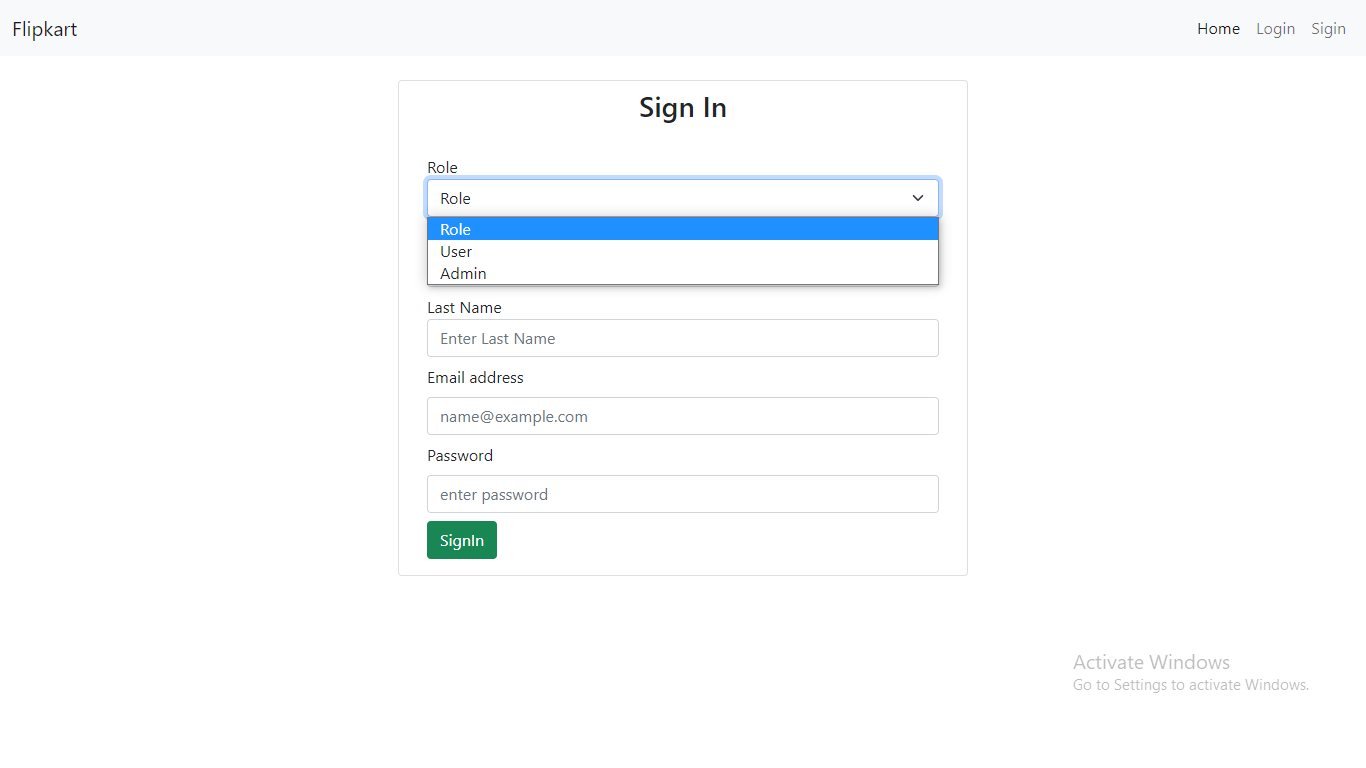 Flipkart
Home Login Sigin
Sign In
Role
Role
Role
User
Admin
Last Name
Enter Last Name
Email address
name@example.com
Password
enter password
SignIn
Activate Windows
Go to Settings to activate Windows.